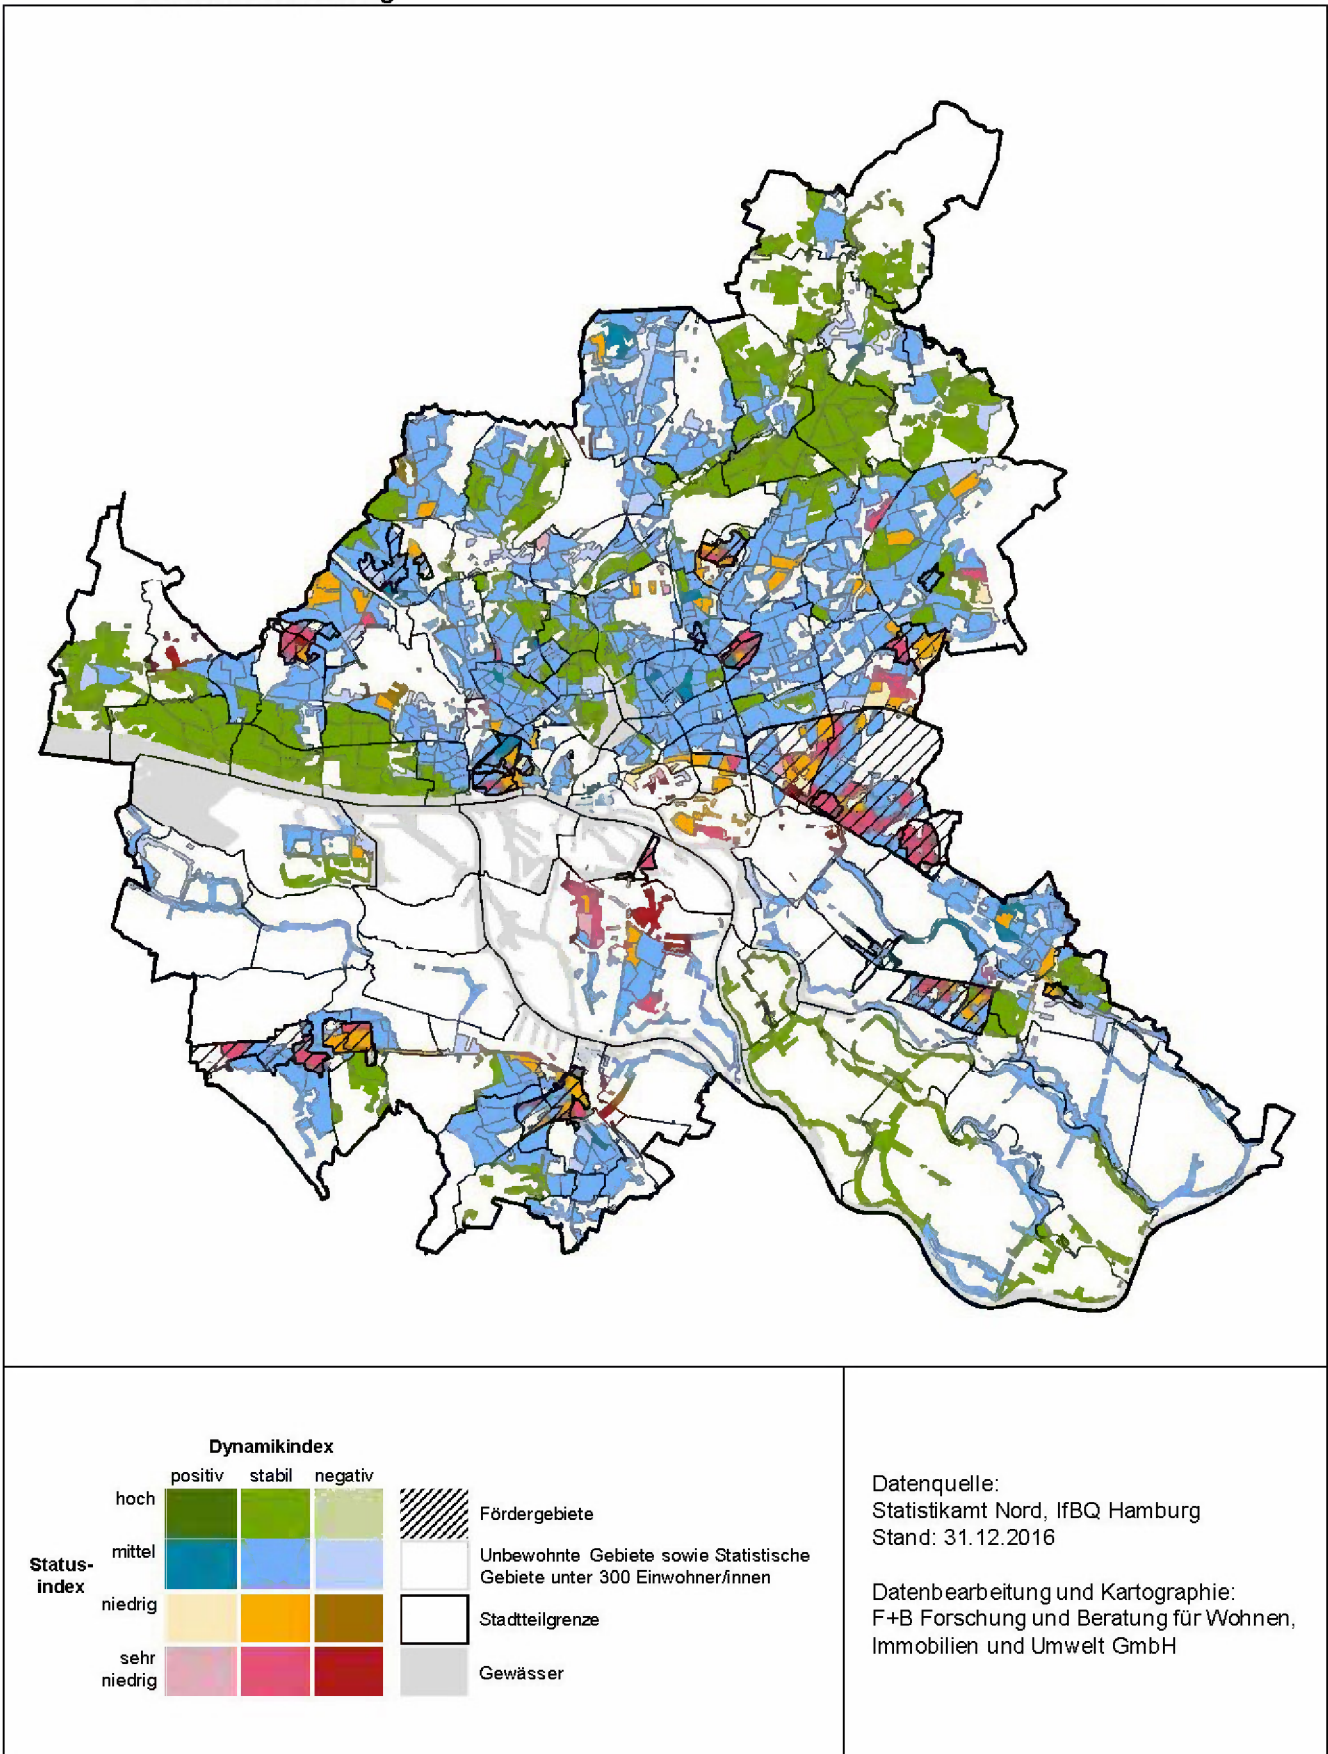 Dynamikindex
positiv stabil negativ
hoch
mittel
Status-
index
niedrig
sehr
niedrig
Fördergebiete
Unbewohnte Gebiete sowie Statistische
Gebiete unter 300 Einwohner/innen
Stadtteilgrenze
Gewässer
Datenquelle:
Statistikamt Nord, IfBQ Hamburg
Stand: 31.12.2016
Datenbearbeitung und Kartographie:
F+B Forschung und Beratung für Wohnen,
Immobilien und Umwelt GmbH